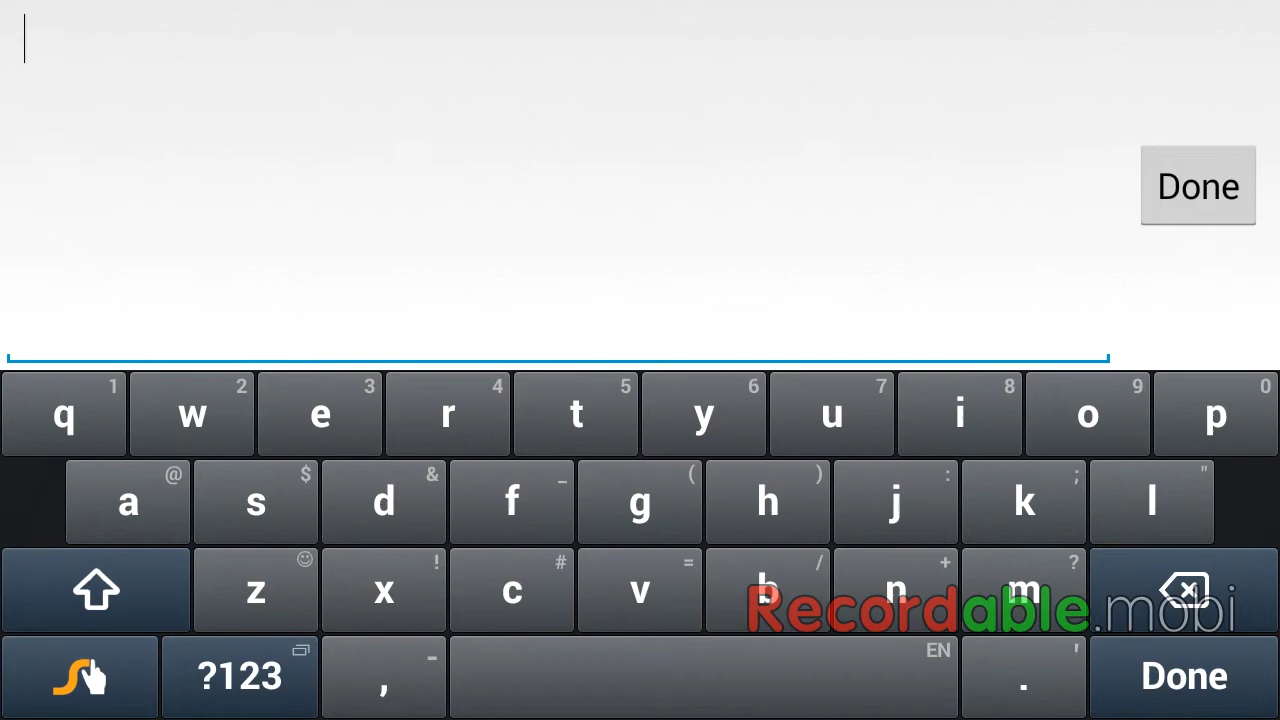 Done
1 2 3 4 5 6 7 8 9 0
q w e r t y u i o p
@ $ & _ ( ) : ; "
a s d f g h j k l
! # = / + ?
z x c v b n m
Recordable.mobi
- EN '
?123 , . Done